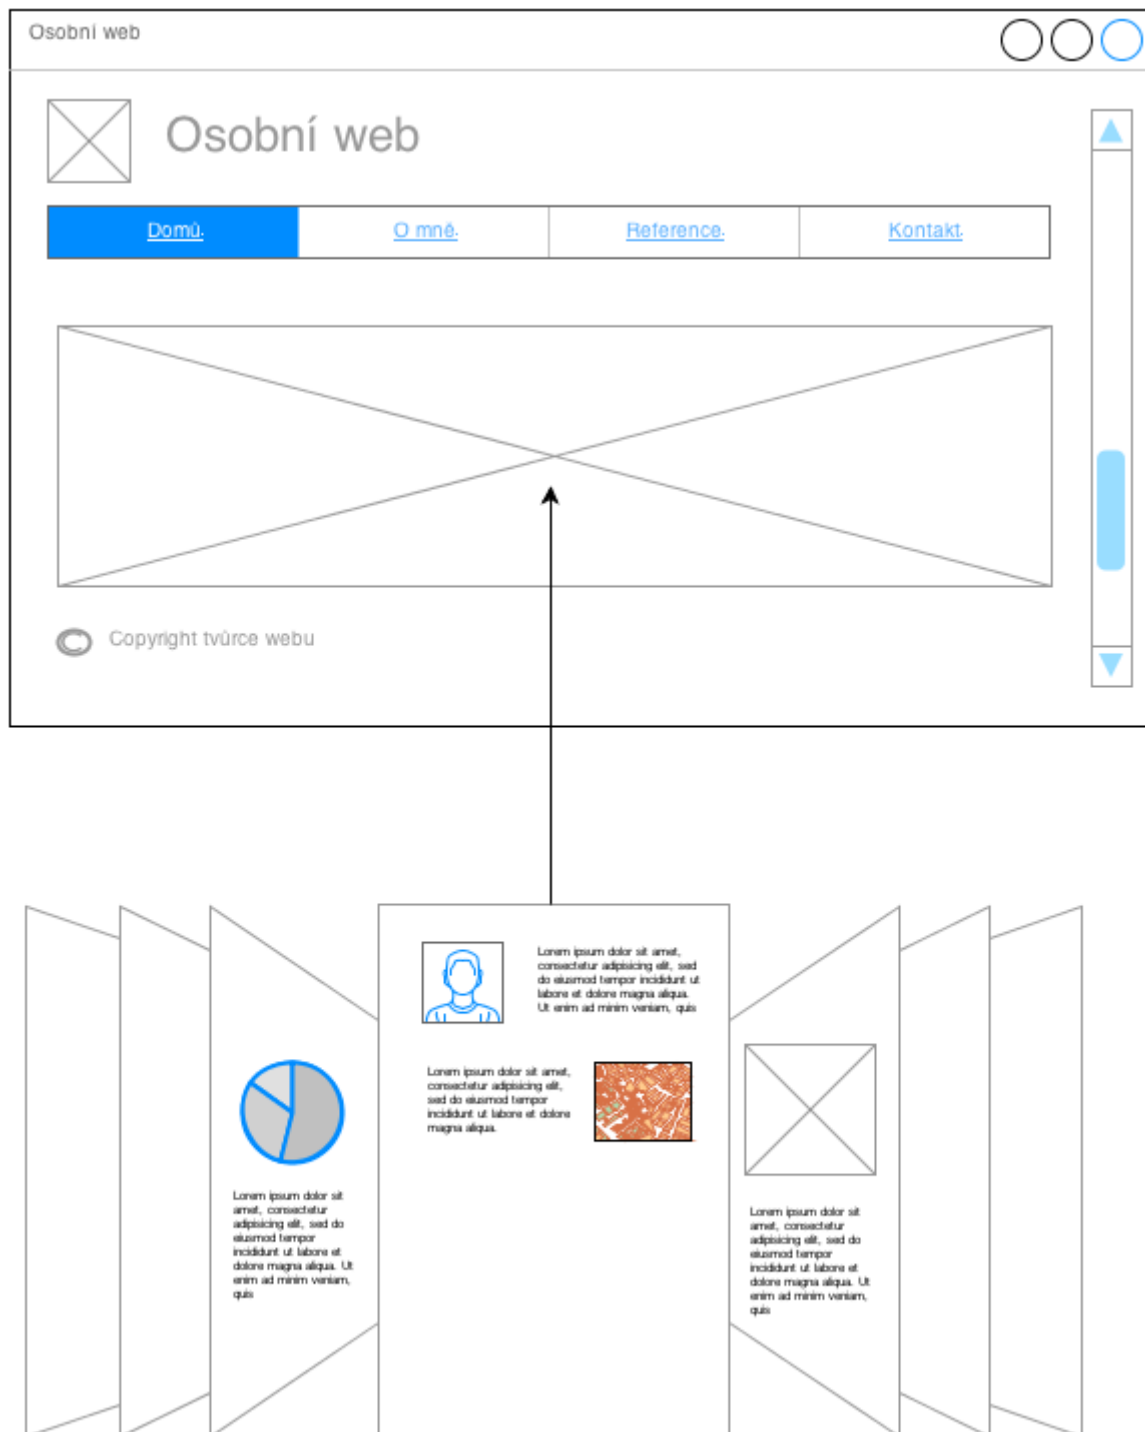 Osobní web
Osobní web
Domů
O mně
Reference
Kontakt
© Copyright tvůrce webu
Lorem ipsum dolor sit amet,
consectetur adipisicing elit, sed
do eiusmod tempor incididunt ut
labore et dolore magna aliqua.
Ut enim ad minim veniam, quis
Lorem ipsum dolor sit amet,
consectetur adipisicing elit,
sed do eiusmod tempor
incididunt ut labore et dolore
magna aliqua.
Lorem ipsum dolor sit
amet, consectetur
adipisicing elit, sed do
eiusmod tempor
incididunt ut labore et
dolore magna aliqua. Ut
enim ad minim veniam,
quis
Lorem ipsum dolor sit
amet, consectetur
adipisicing elit, sed do
eiusmod tempor
incididunt ut labore et
dolore magna aliqua. Ut
enim ad minim veniam,
quis